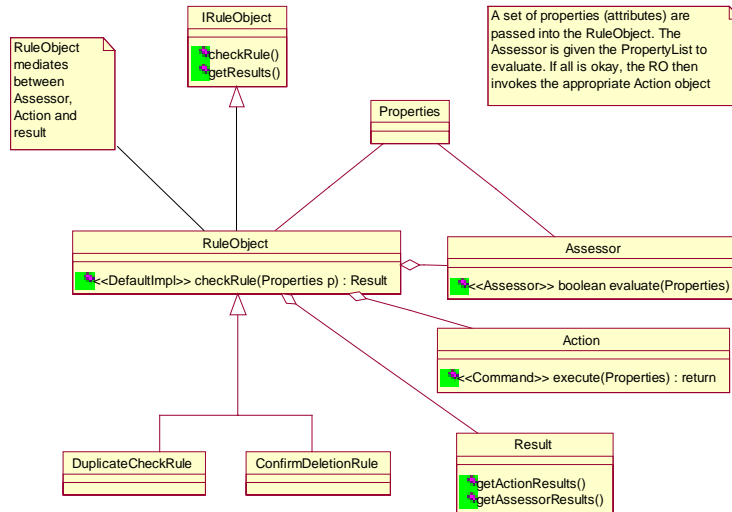 IRuleObject
checkRule()
getResults()
RuleObject
mediates
between
Assessor,
Action and
result
A set of properties (attributes) are
passed into the RuleObject. The
Assessor is given the PropertyList to
evaluate. If all is okay, the RO then
invokes the appropriate Action object
Properties
RuleObject
<<DefaultImpl>> checkRule(Properties p) : Result
Assessor
<<Assessor>> boolean evaluate(Properties)
Action
<<Command>> execute(Properties) : return
DuplicateCheckRule
ConfirmDeletionRule
Result
getActionResults()
getAssessorResults()